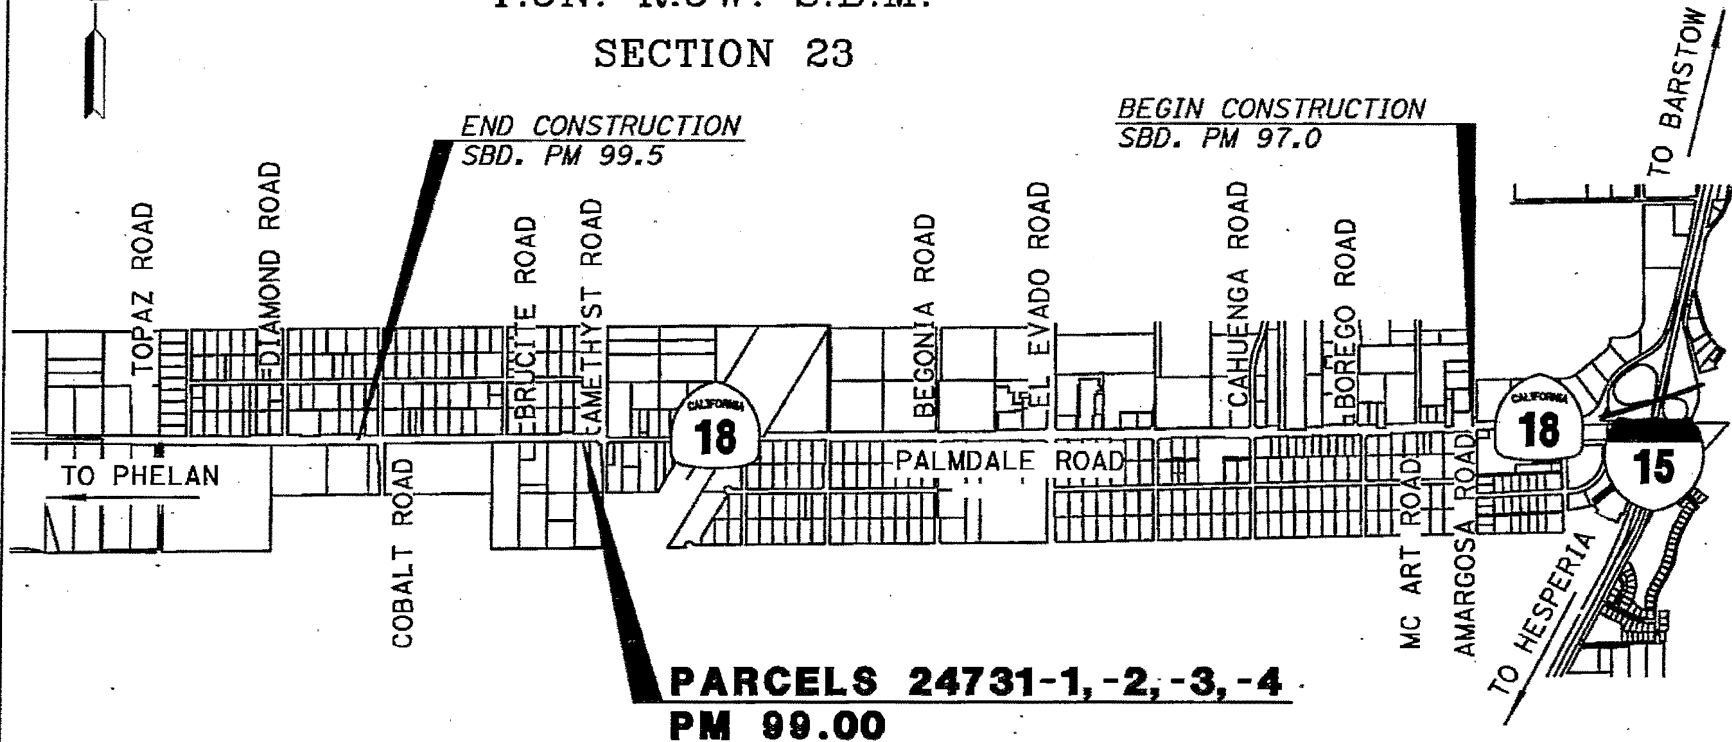 SECTION 23
END CONSTRUCTION
SBD. PM 99.5
BEGIN CONSTRUCTION
SBD. PM 97.0
TO BARSTOW
TOPAZ ROAD
DIAMOND ROAD
BRUCITE ROAD
AMETHYST ROAD
BEGONIA ROAD
EL EVADO ROAD
CAHUENGA ROAD
BOREGO ROAD
CALIFORNIA
18
CALIFORNIA
18
15
TO PHELAN
PALMDALE ROAD
COBALT ROAD
MC ART ROAD
AMARGOSA ROAD
TO HESPERIA
PARCELS 24731-1, -2, -3, -4
PM 99.00